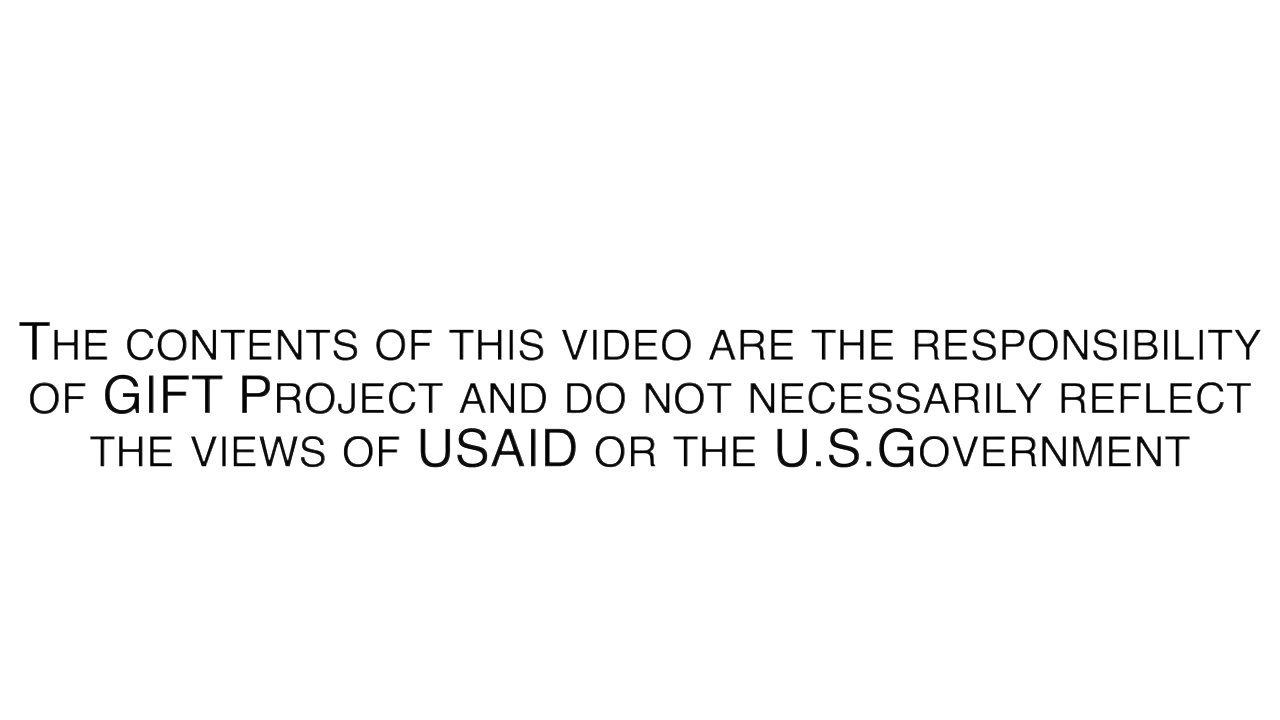 The contents of this video are the responsibility
of GIFT Project and do not necessarily reflect
the views of USAID or the U.S.Government